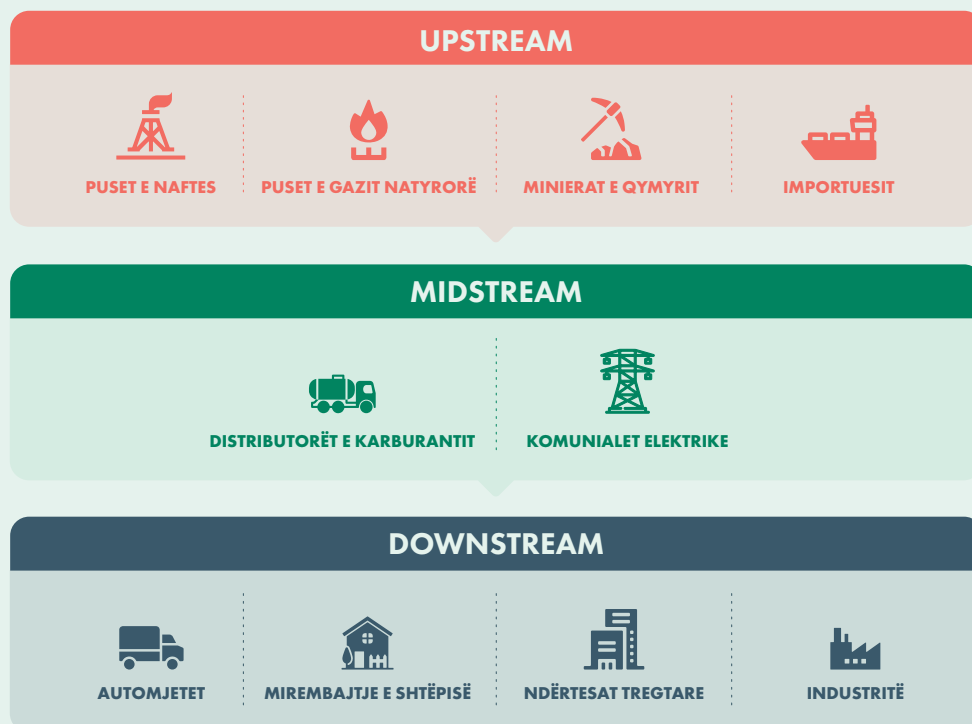 UPSTREAM
PUSET E NAFTES
PUSET E GAZIT NATYRORË
MINIERAT E QYMYRIT
IMPORTUESIT
MIDSTREAM
DISTRIBUTORËT E KARBURANTIT
KOMUNIALET ELEKTRIKE
DOWNSTREAM
AUTOMJETET
MIREMBAJTJE E SHTËPISË
NDËRTESAT TREGTARE
INDUSTRITË